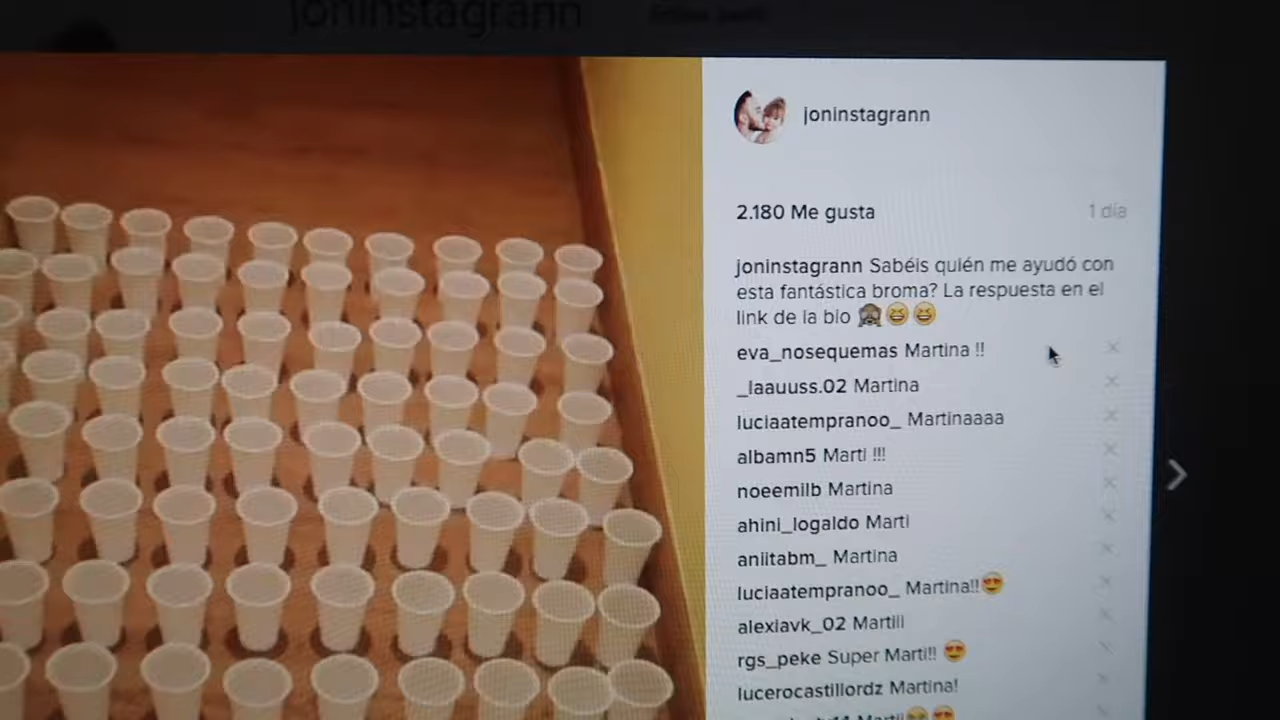 joninstagrann
joninstagrann
2.180 Me gusta
1 día
joninstagrann Sabéis quién me ayudó con
esta fantástica broma? La respuesta en el
link de la bio 🙈😆😆
eva_nosequemas Martina !!
_laauuss.02 Martina
luciaatempranoo_ Martinaaaa
albamn5 Marti !!!
noeemilb Martina
ahini_logaldo Marti
aniitabm_ Martina
luciaatempranoo_ Martina!!😍
alexiavk_02 Martiii
rgs_peke Super Marti!! 😍
lucerocastillordz Martina!
Martii😂😍